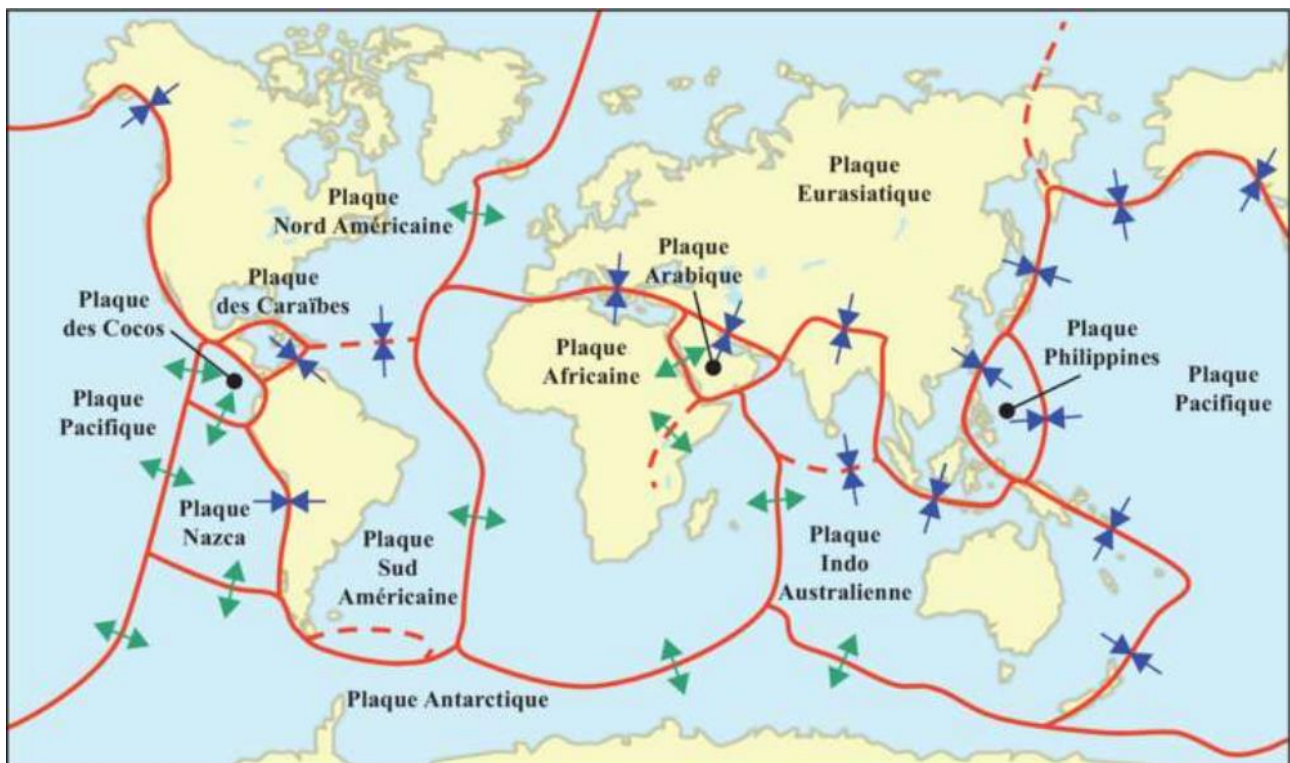 Plaque
Nord Américaine
Plaque
Eurasiatique
Plaque
Arabique
Plaque
des Caraïbes
Plaque
des Cocos
Plaque
Africaine
Plaque
Philippines
Plaque
Pacifique
Plaque
Pacifique
Plaque
Nazca
Plaque
Sud
Américaine
Plaque
Indo
Australienne
Plaque Antarctique